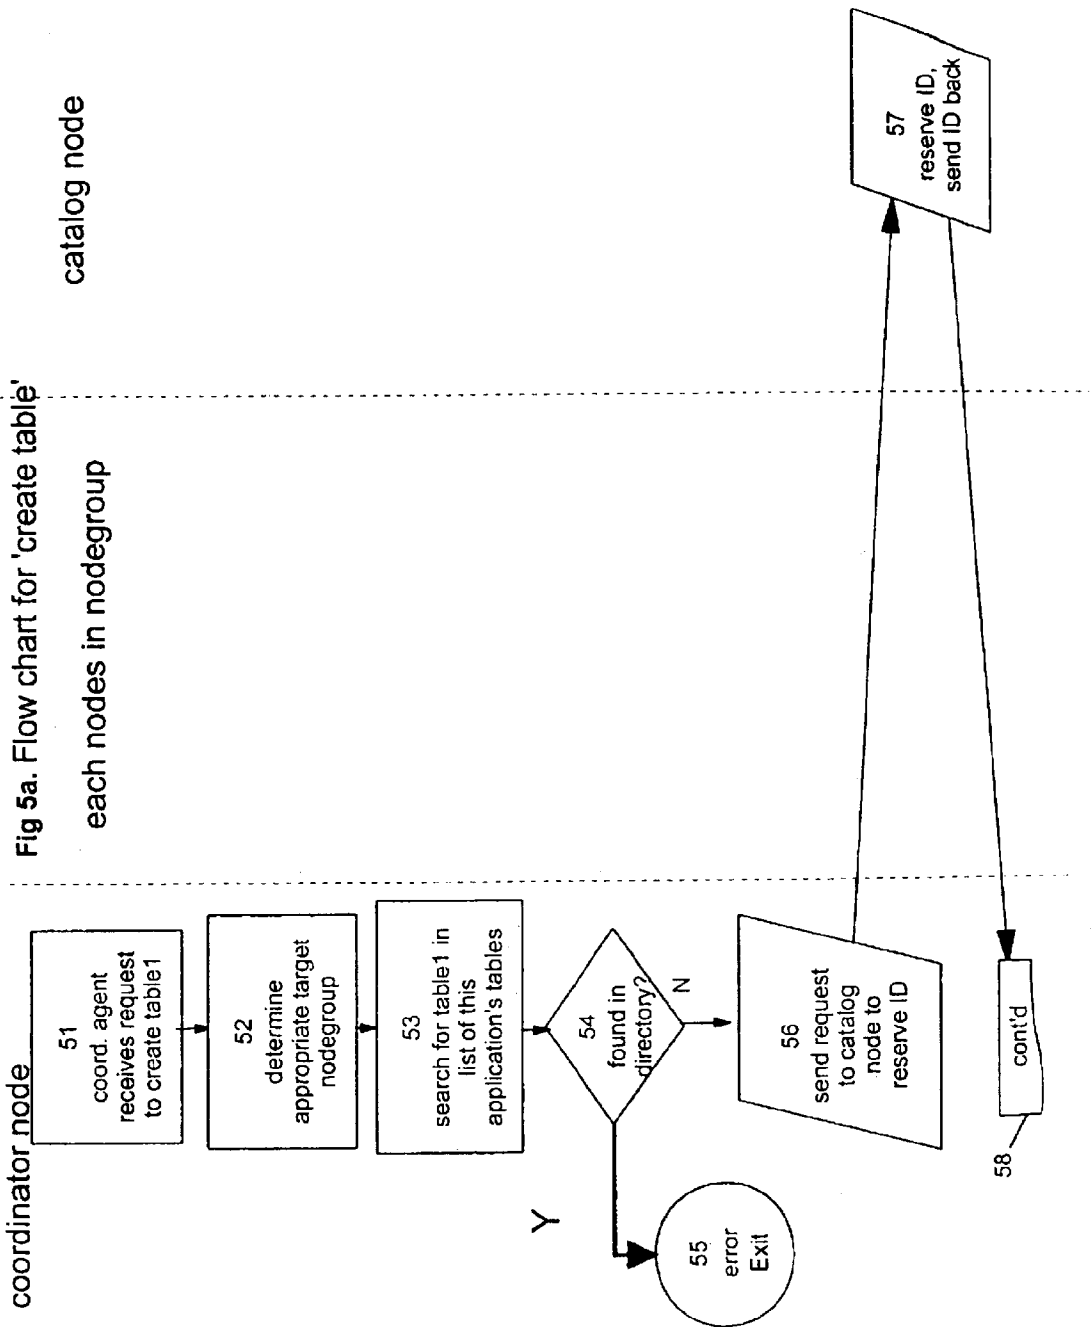 Fig 5a. Flow chart for 'create table'
coordinator node
each nodes in nodegroup
catalog node
51
coord. agent
receives request
to create table1
52
determine
appropriate target
nodegroup
53
search for table1 in
list of this
application's tables
54
found in
directory?
Y
N
55
error
Exit
56
send request
to catalog
node to
reserve ID
57
reserve ID,
send ID back
cont'd
58